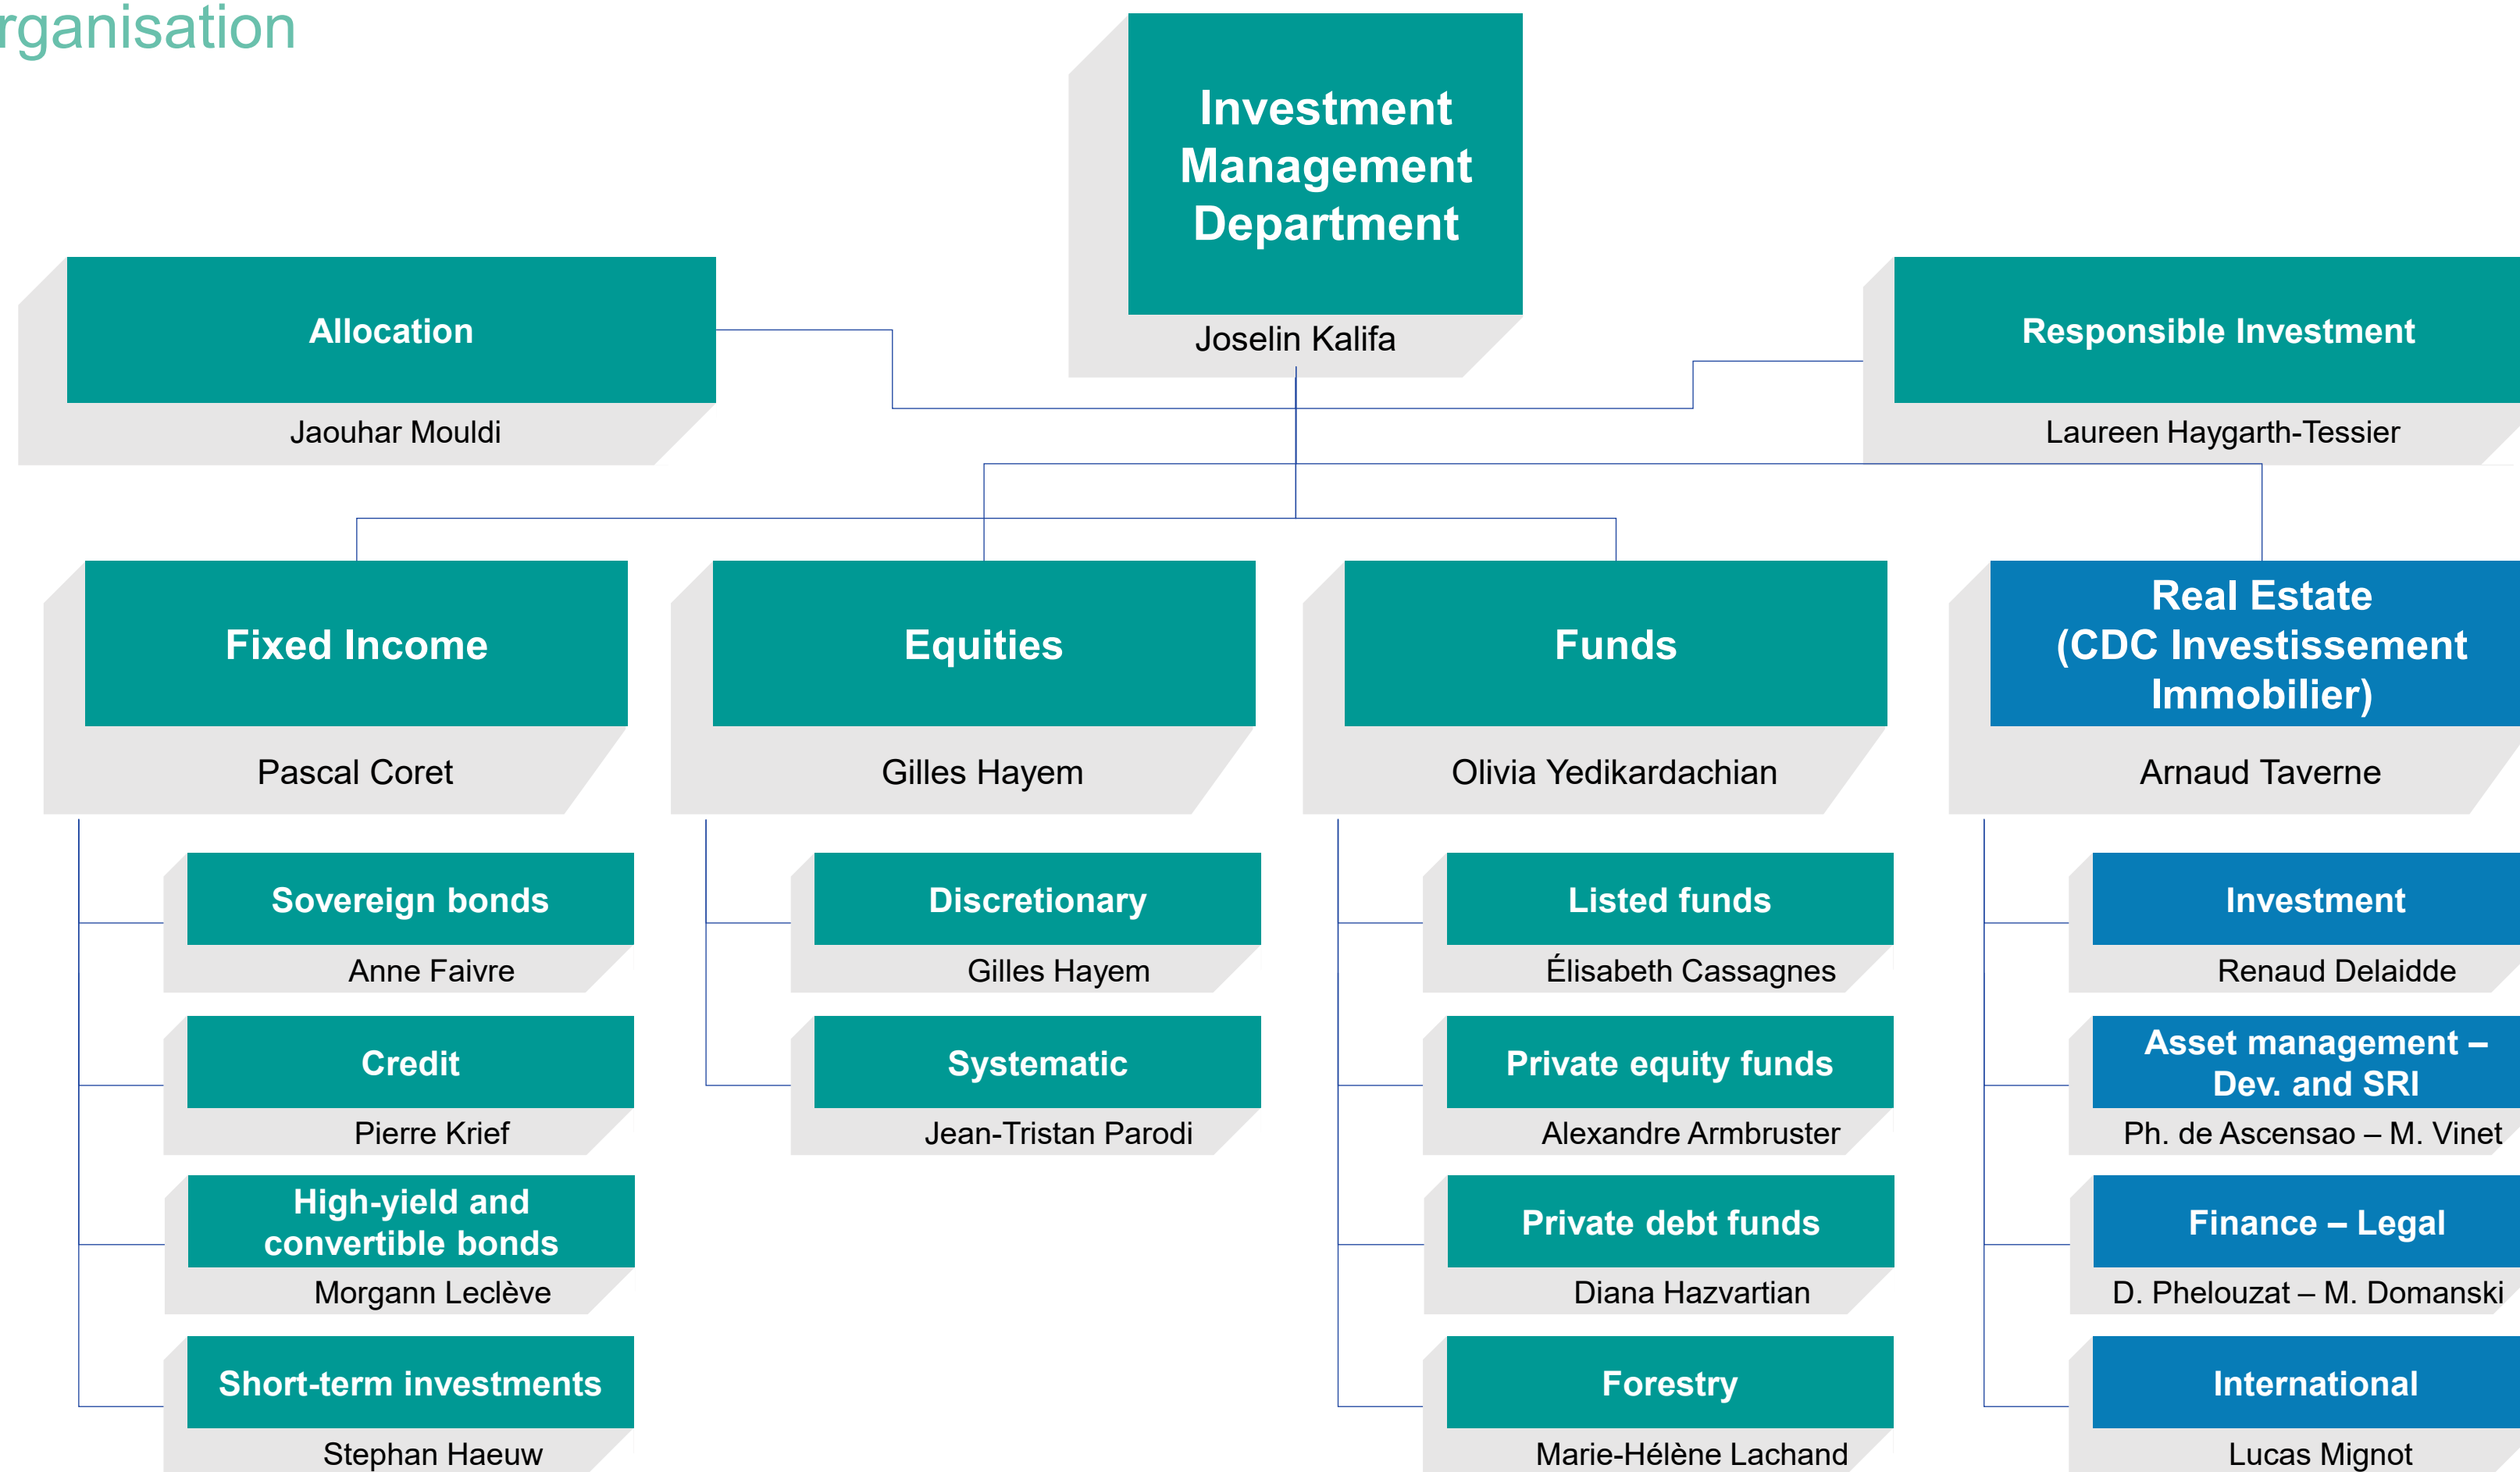 rganisation
Investment
Management
Department
Joselin Kalifa
Allocation
Jaouhar Mouldi
Responsible Investment
Laureen Haygarth-Tessier
Fixed Income
Pascal Coret
Equities
Gilles Hayem
Funds
Olivia Yedikardachian
Real Estate
(CDC Investissement
Immobilier)
Arnaud Taverne
Sovereign bonds
Anne Faivre
Credit
Pierre Krief
High-yield and
convertible bonds
Morgann Leclève
Short-term investments
Stephan Haeuw
Discretionary
Gilles Hayem
Systematic
Jean-Tristan Parodi
Listed funds
Élisabeth Cassagnes
Private equity funds
Alexandre Armbruster
Private debt funds
Diana Hazvartian
Forestry
Marie-Hélène Lachand
Investment
Renaud Delaidde
Asset management –
Dev. and SRI
Ph. de Ascensao – M. Vinet
Finance – Legal
D. Phelouzat – M. Domanski
International
Lucas Mignot